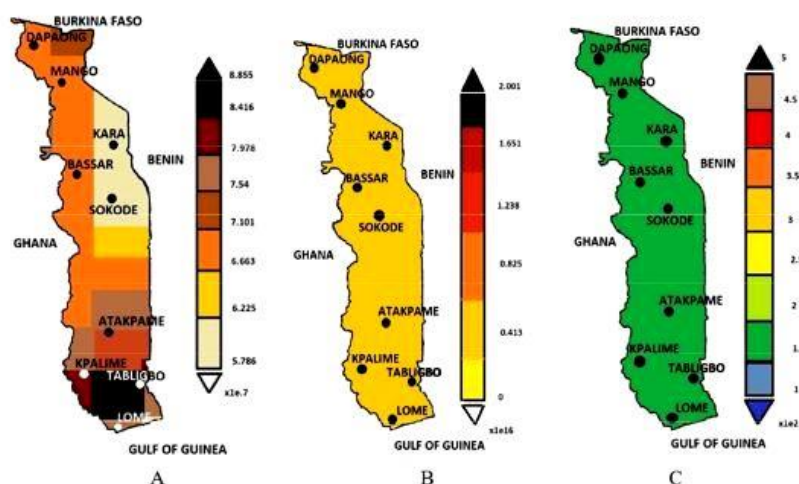 BURKINA FASO
DAPAONG
MANGO
KARA
BENIN
BASSAR
SOKODE
GHANA
ATAKPAME
KPALIME
TABLIGBO
LOME
GULF OF GUINEA
8.855
8.416
7.978
7.54
7.101
6.663
6.225
5.786
x1e.7
A
BURKINA FASO
DAPAONG
MANGO
KARA
BENIN
BASSAR
SOKODE
GHANA
ATAKPAME
KPALIME
TABLIGBO
LOME
GULF OF GUINEA
2.001
1.651
1.238
0.825
0.413
0
x1e16
B
BURKINA FASO
DAPAONG
MANGO
KARA
BENIN
BASSAR
SOKODE
GHANA
ATAKPAME
KPALIME
TABLIGBO
LOME
GULF OF GUINEA
5
4.5
4
3.5
3
2.
2
1.
1
x1e2
C